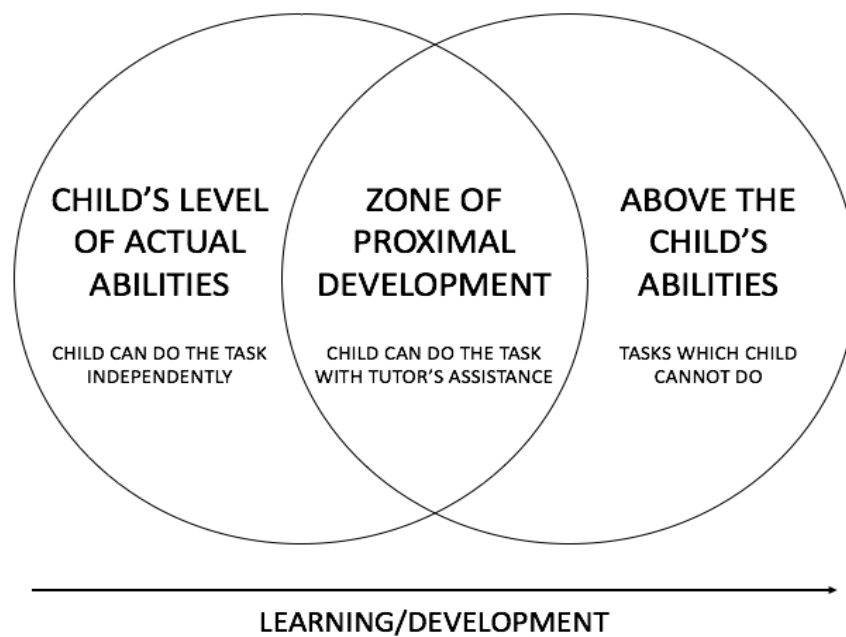 CHILD'S LEVEL
OF ACTUAL
ABILITIES
CHILD CAN DO THE TASK
INDEPENDENTLY
ZONE OF
PROXIMAL
DEVELOPMENT
CHILD CAN DO THE TASK
WITH TUTOR'S ASSISTANCE
ABOVE THE
CHILD'S
ABILITIES
TASKS WHICH CHILD
CANNOT DO
LEARNING/DEVELOPMENT